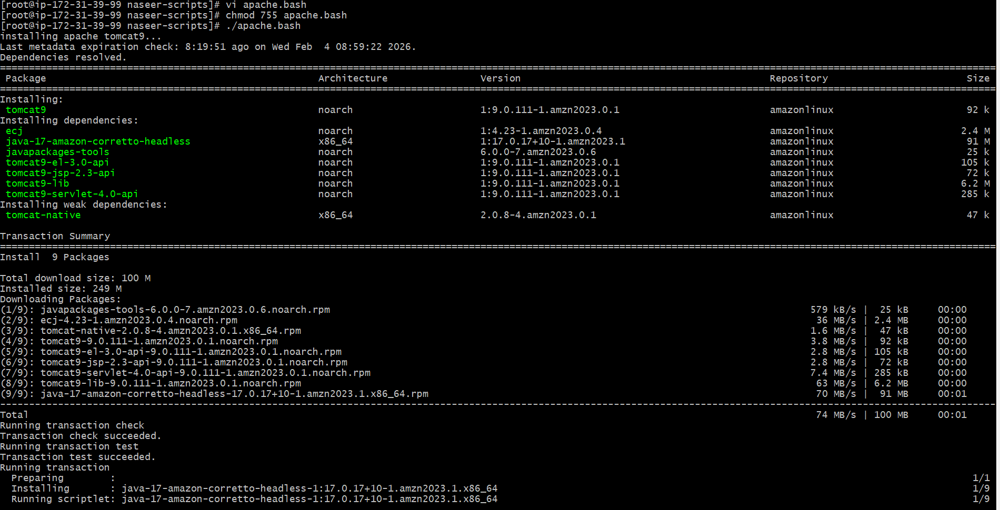 [root@ip-172-31-39-99 naseer-scripts]# vi apache.bash
[root@ip-172-31-39-99 naseer-scripts]# chmod 755 apache.bash
[root@ip-172-31-39-99 naseer-scripts]# ./apache.bash
installing apache tomcat9...
Last metadata expiration check: 8:19:51 ago on Wed Feb  4 08:59:22 2026.
Dependencies resolved.
================================================================================
 Package                Architecture        Version        Repository        Size
================================================================================
Installing:
 tomcat9        noarch        1:9.0.111-1.amzn2023.0.1        amazonlinux        92 k
Installing dependencies:
 ecj        noarch        1:4.23-1.amzn2023.0.4        amazonlinux        2.4 M
 java-17-amazon-corretto-headless        x86_64        1:17.0.17+10-1.amzn2023.1        amazonlinux        91 M
 javapackages-tools        noarch        6.0.0-7.amzn2023.0.6        amazonlinux        25 k
 tomcat9-el-3.0-api        noarch        1:9.0.111-1.amzn2023.0.1        amazonlinux        105 k
 tomcat9-jsp-2.3-api        noarch        1:9.0.111-1.amzn2023.0.1        amazonlinux        72 k
 tomcat9-lib        noarch        1:9.0.111-1.amzn2023.0.1        amazonlinux        6.2 M
 tomcat9-servlet-4.0-api        noarch        1:9.0.111-1.amzn2023.0.1        amazonlinux        285 k
Installing weak dependencies:
 tomcat-native        x86_64        2.0.8-4.amzn2023.0.1        amazonlinux        47 k

Transaction Summary
================================================================================
Install  9 Packages

Total download size: 100 M
Installed size: 249 M
Downloading Packages:
(1/9): javapackages-tools-6.0.0-7.amzn2023.0.6.noarch.rpm        579 kB/s |  25 kB     00:00
(2/9): ecj-4.23-1.amzn2023.0.4.noarch.rpm        36 MB/s | 2.4 MB     00:00
(3/9): tomcat-native-2.0.8-4.amzn2023.0.1.x86_64.rpm        1.6 MB/s |  47 kB     00:00
(4/9): tomcat9-9.0.111-1.amzn2023.0.1.noarch.rpm        3.8 MB/s |  92 kB     00:00
(5/9): tomcat9-el-3.0-api-9.0.111-1.amzn2023.0.1.noarch.rpm        2.8 MB/s | 105 kB     00:00
(6/9): tomcat9-jsp-2.3-api-9.0.111-1.amzn2023.0.1.noarch.rpm        2.8 MB/s |  72 kB     00:00
(7/9): tomcat9-servlet-4.0-api-9.0.111-1.amzn2023.0.1.noarch.rpm        7.4 MB/s | 285 kB     00:00
(8/9): tomcat9-lib-9.0.111-1.amzn2023.0.1.noarch.rpm        63 MB/s | 6.2 MB     00:00
(9/9): java-17-amazon-corretto-headless-17.0.17+10-1.amzn2023.1.x86_64.rpm        70 MB/s |  91 MB     00:01
--------------------------------------------------------------------------------
Total        74 MB/s | 100 MB     00:01
Running transaction check
Transaction check succeeded.
Running transaction test
Transaction test succeeded.
Running transaction
  Preparing        :        1/1
  Installing       : java-17-amazon-corretto-headless-1:17.0.17+10-1.amzn2023.1.x86_64        1/9
  Running scriptlet: java-17-amazon-corretto-headless-1:17.0.17+10-1.amzn2023.1.x86_64        1/9